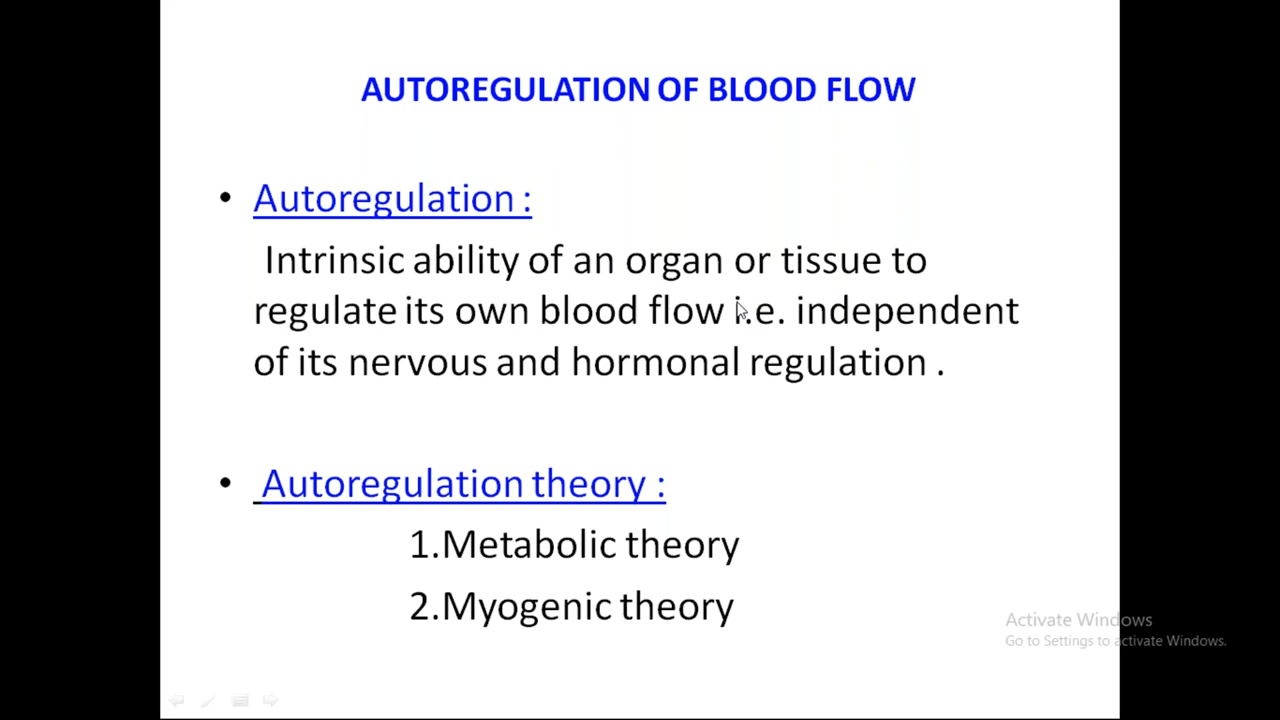 AUTOREGULATION OF BLOOD FLOW
• Autoregulation :
Intrinsic ability of an organ or tissue to
regulate its own blood flow i.e. independent
of its nervous and hormonal regulation .
• Autoregulation theory :
1.Metabolic theory
2.Myogenic theory
Activate Windows
Go to Settings to activate Windows.